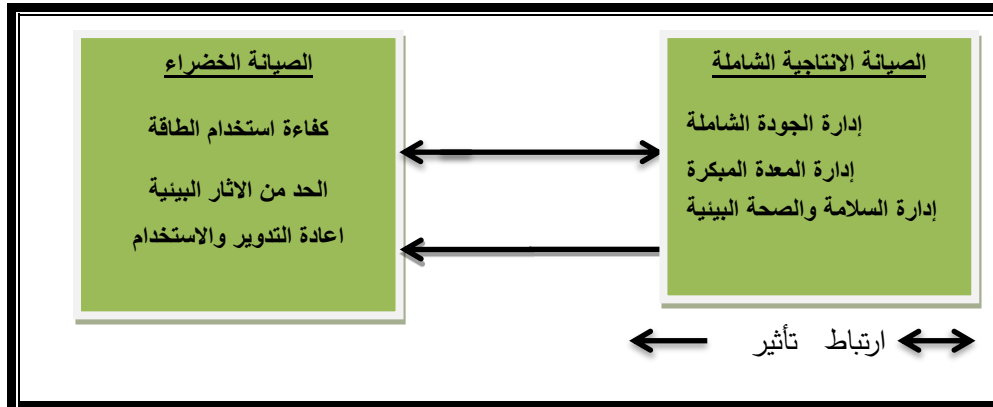 الصيانة الانتاجية الشاملة
إدارة الجودة الشاملة
إدارة المعدة المبكرة
إدارة السلامة والصحة البيئية
الصيانة الخضراء
كفاءة استخدام الطاقة
الحد من الاثار البيئية
اعادة التدوير والاستخدام
ارتباط تأثير